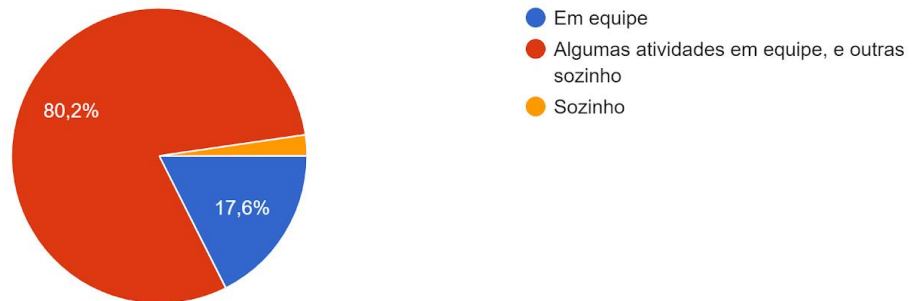 80,2%
17,6%
Em equipe
Algumas atividades em equipe, e outras
sozinho
Sozinho